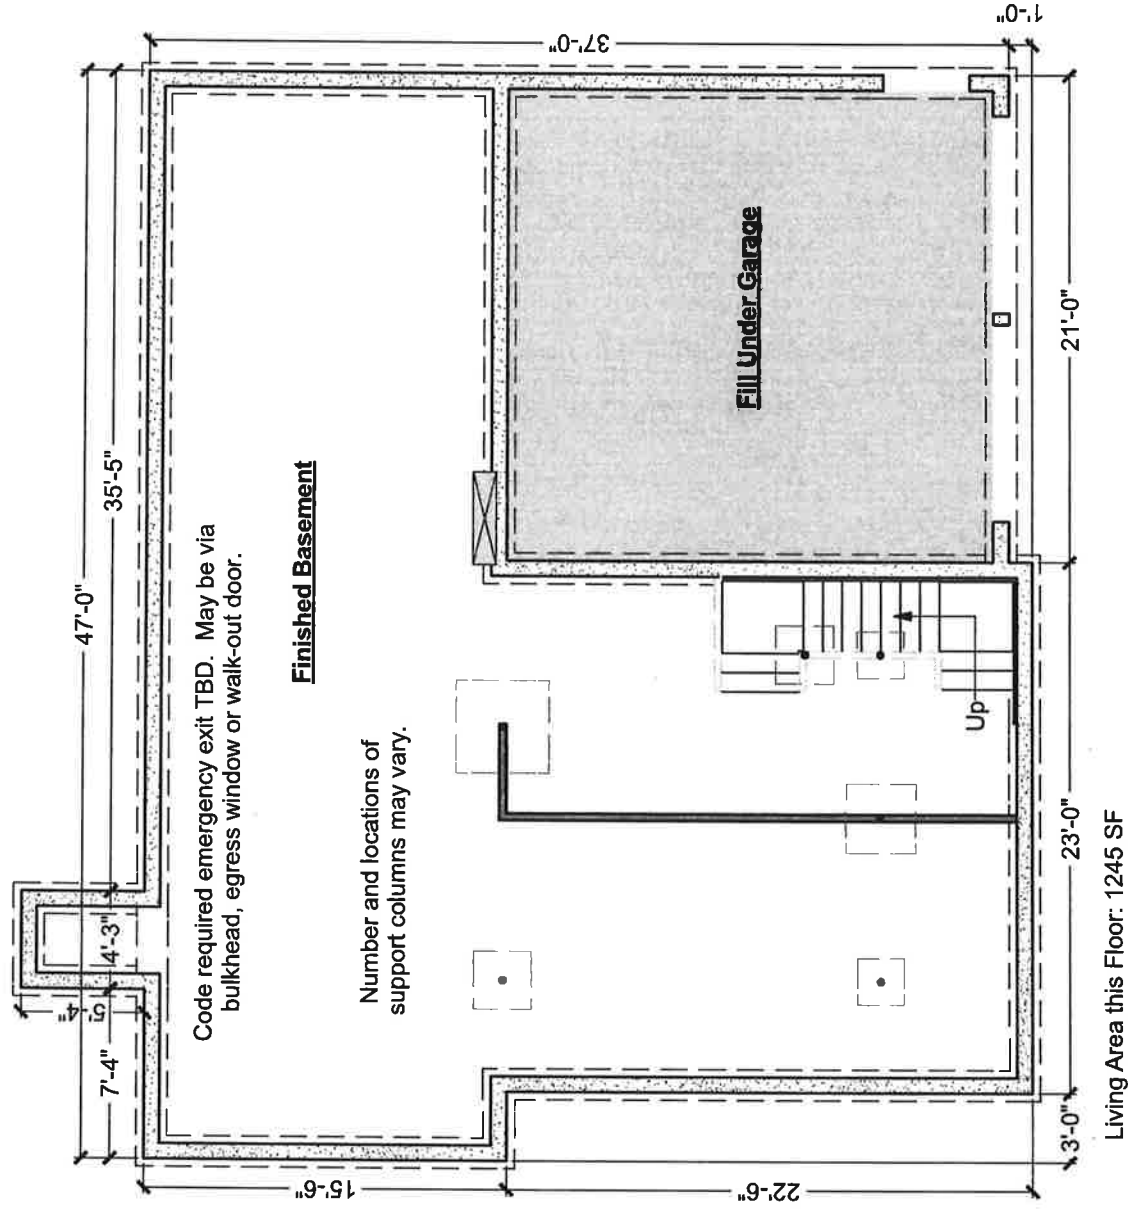 47'-0"
7'-4"
4'-3"
35'-5"
5'-4"
37'-0"
1'-0"
15'-6"
22'-6"
Code required emergency exit TBD. May be via
bulkhead, egress window or walk-out door.
Finished Basement
Number and locations of
support columns may vary.
Fill Under Garage
Up
3'-0"
23'-0"
21'-0"
Living Area this Floor: 1245 SF